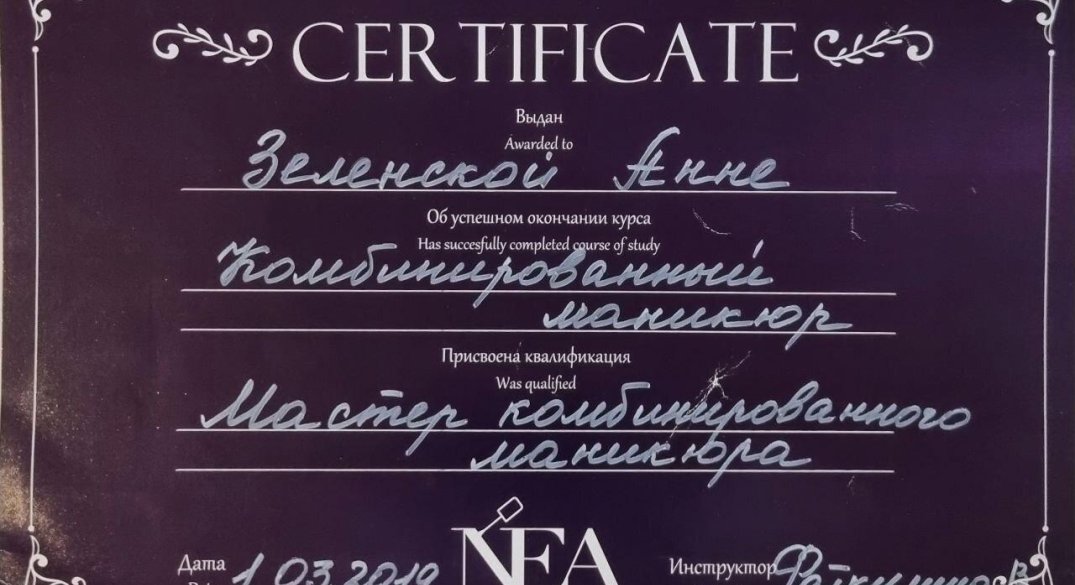 CERTIFICATE
Выдан
Awarded to
Зеленской Анне
Об успешном окончании курса
Has succesfully completed course of study
Комбинированный
маникюр
Присвоена квалификация
Was qualified
Мастер комбинированного
маникюра
NFA
Дата 1.03.2019
Инструктор